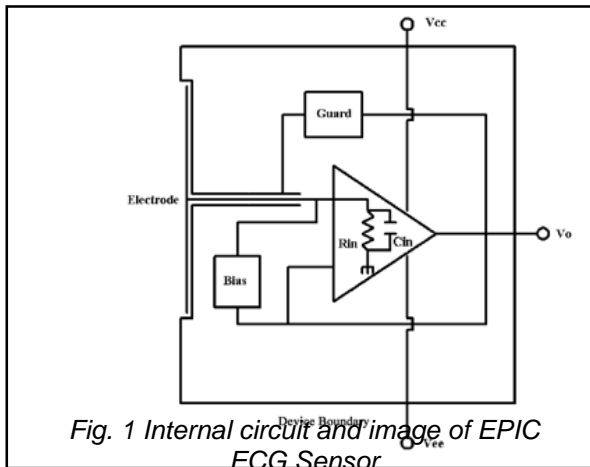 Vcc
Guard
Electrode
Rin
Cin
Vo
Bias
Device Boundary
Vee
Fig. 1 Internal circuit and image of EPIC
ECG Sensor